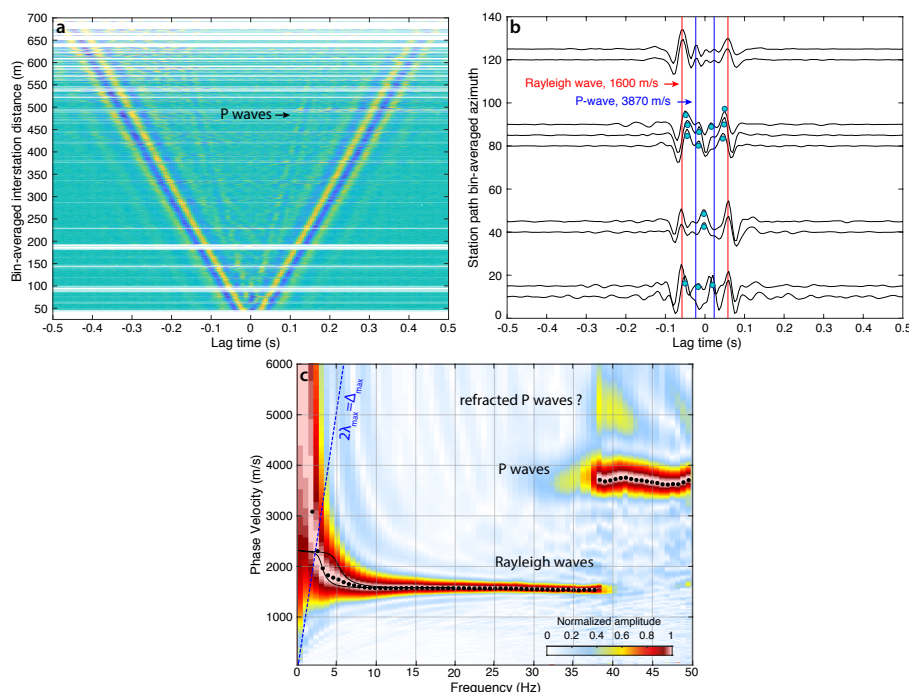 a
Bin-averaged interstation distance (m)
700
650
600
550
500
450
400
350
300
250
200
150
100
50
P waves
-0.5 -0.4 -0.3 -0.2 -0.1 0 0.1 0.2 0.3 0.4 0.5
Lag time (s)
b
Station path bin-averaged azimuth
140
120
100
80
60
40
20
0
Rayleigh wave, 1600 m/s
P-wave, 3870 m/s
-0.5 -0.4 -0.3 -0.2 -0.1 0 0.1 0.2 0.3 0.4 0.5
Lag time (s)
c
Phase Velocity (m/s)
6000
5000
4000
3000
2000
1000
2λmax=Δmax
refracted P waves ?
P waves
Rayleigh waves
Normalized amplitude
0 0.2 0.4 0.6 0.8 1
0 5 10 15 20 25 30 35 40 45 50
Frequency (Hz)